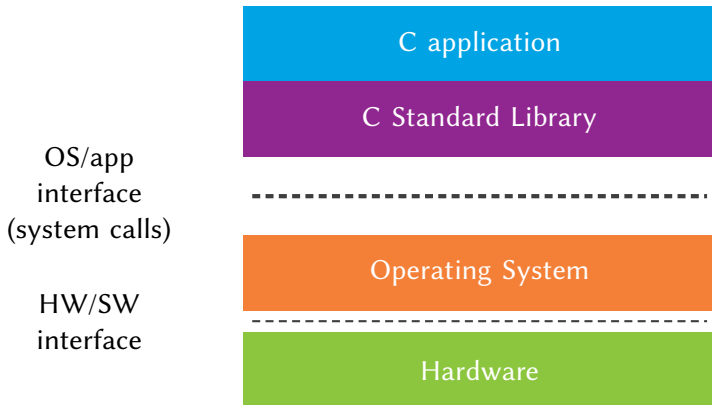 C application
C Standard Library
OS/app
interface
(system calls)
Operating System
HW/SW
interface
Hardware